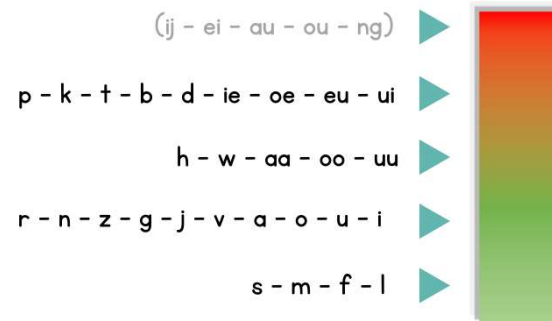 (ij - ei - au - ou - ng)
p - k - t - b - d - ie - oe - eu - ui
h - w - aa - oo - uu
r - n - z - g - j - v - a - o - u - i
s - m - f - l